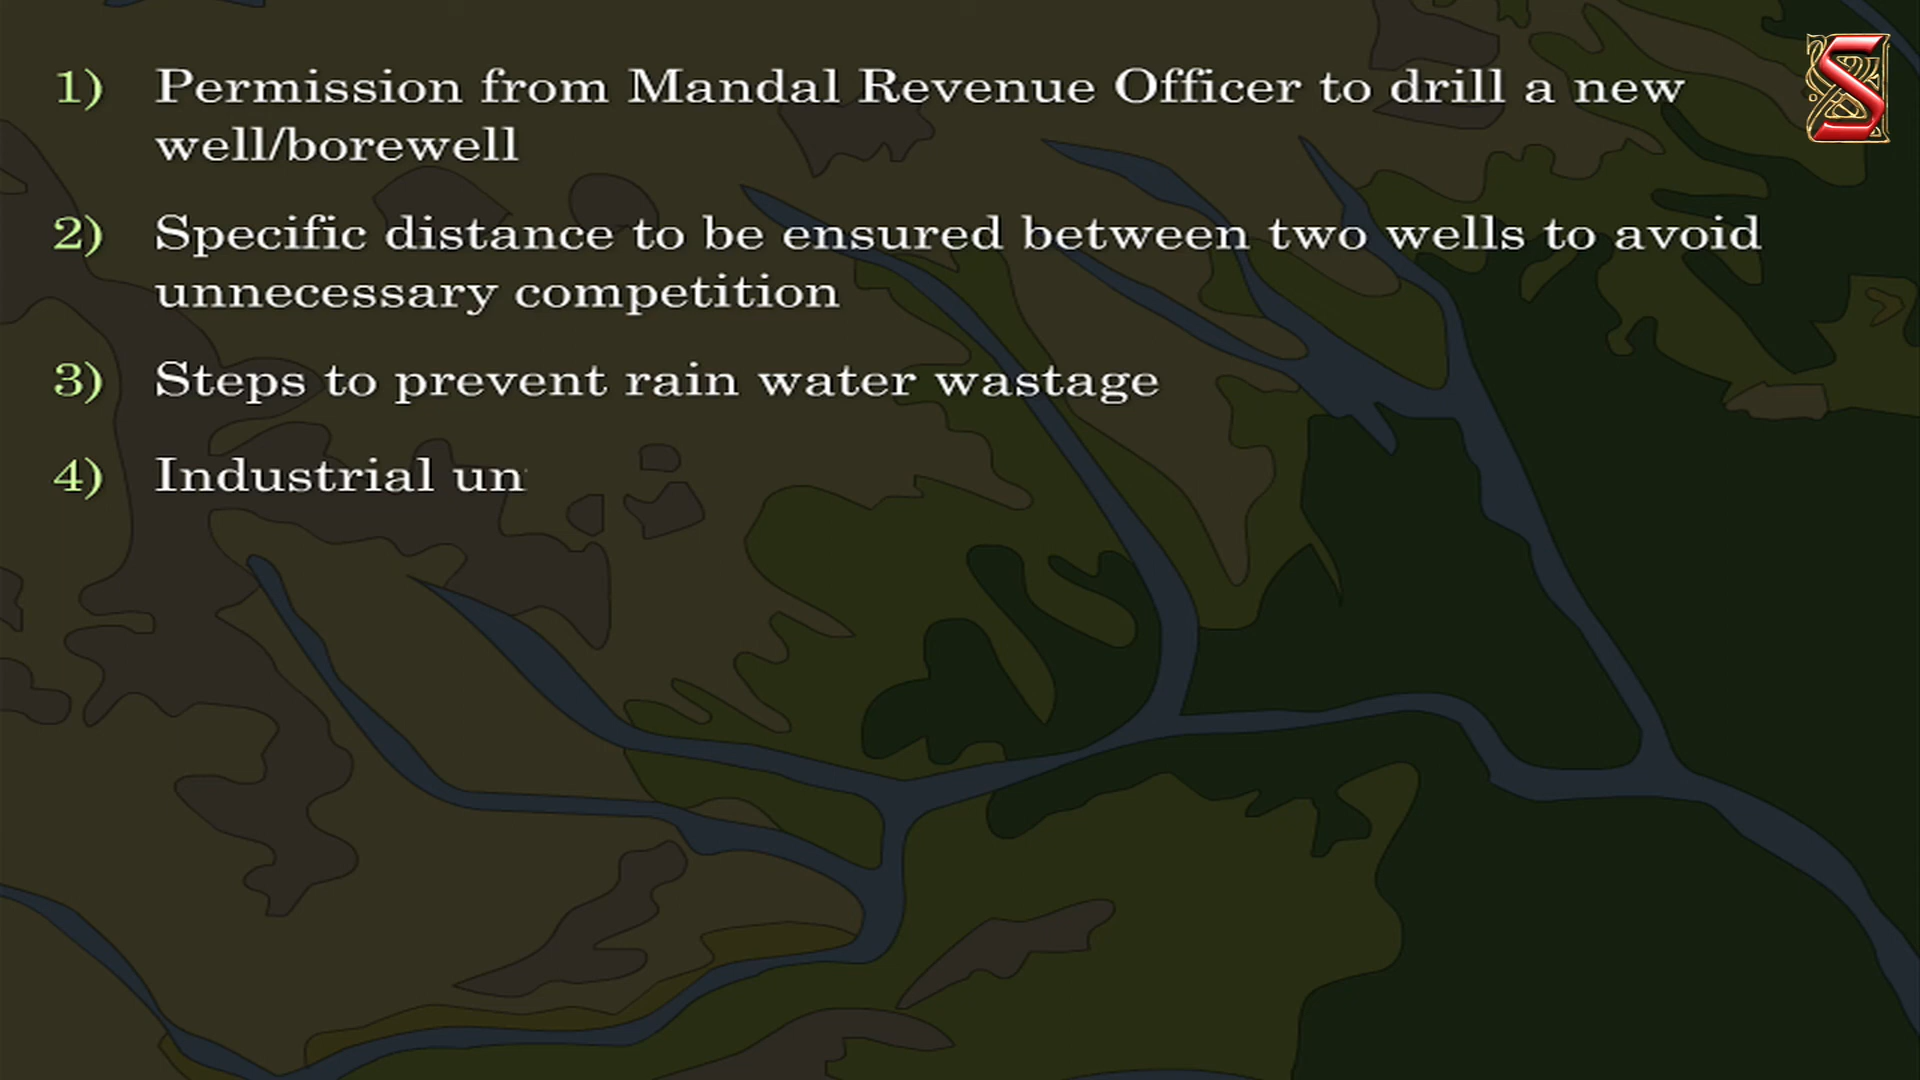 1) Permission from Mandal Revenue Officer to drill a new
well/borewell
2) Specific distance to be ensured between two wells to avoid
unnecessary competition
3) Steps to prevent rain water wastage
4) Industrial un
S